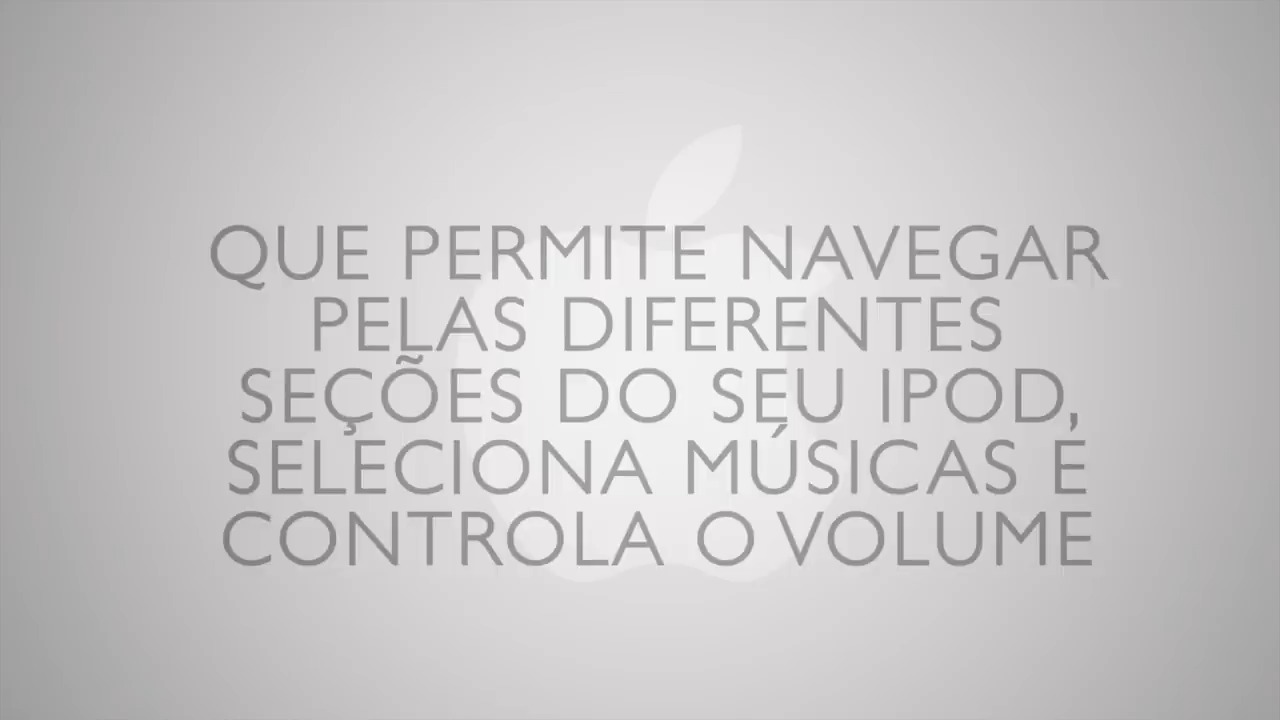 QUE PERMITE NAVEGAR
PELAS DIFERENTES
SEÇÕES DO SEU IPOD,
SELECIONA MÚSICAS E
CONTROLA O VOLUME